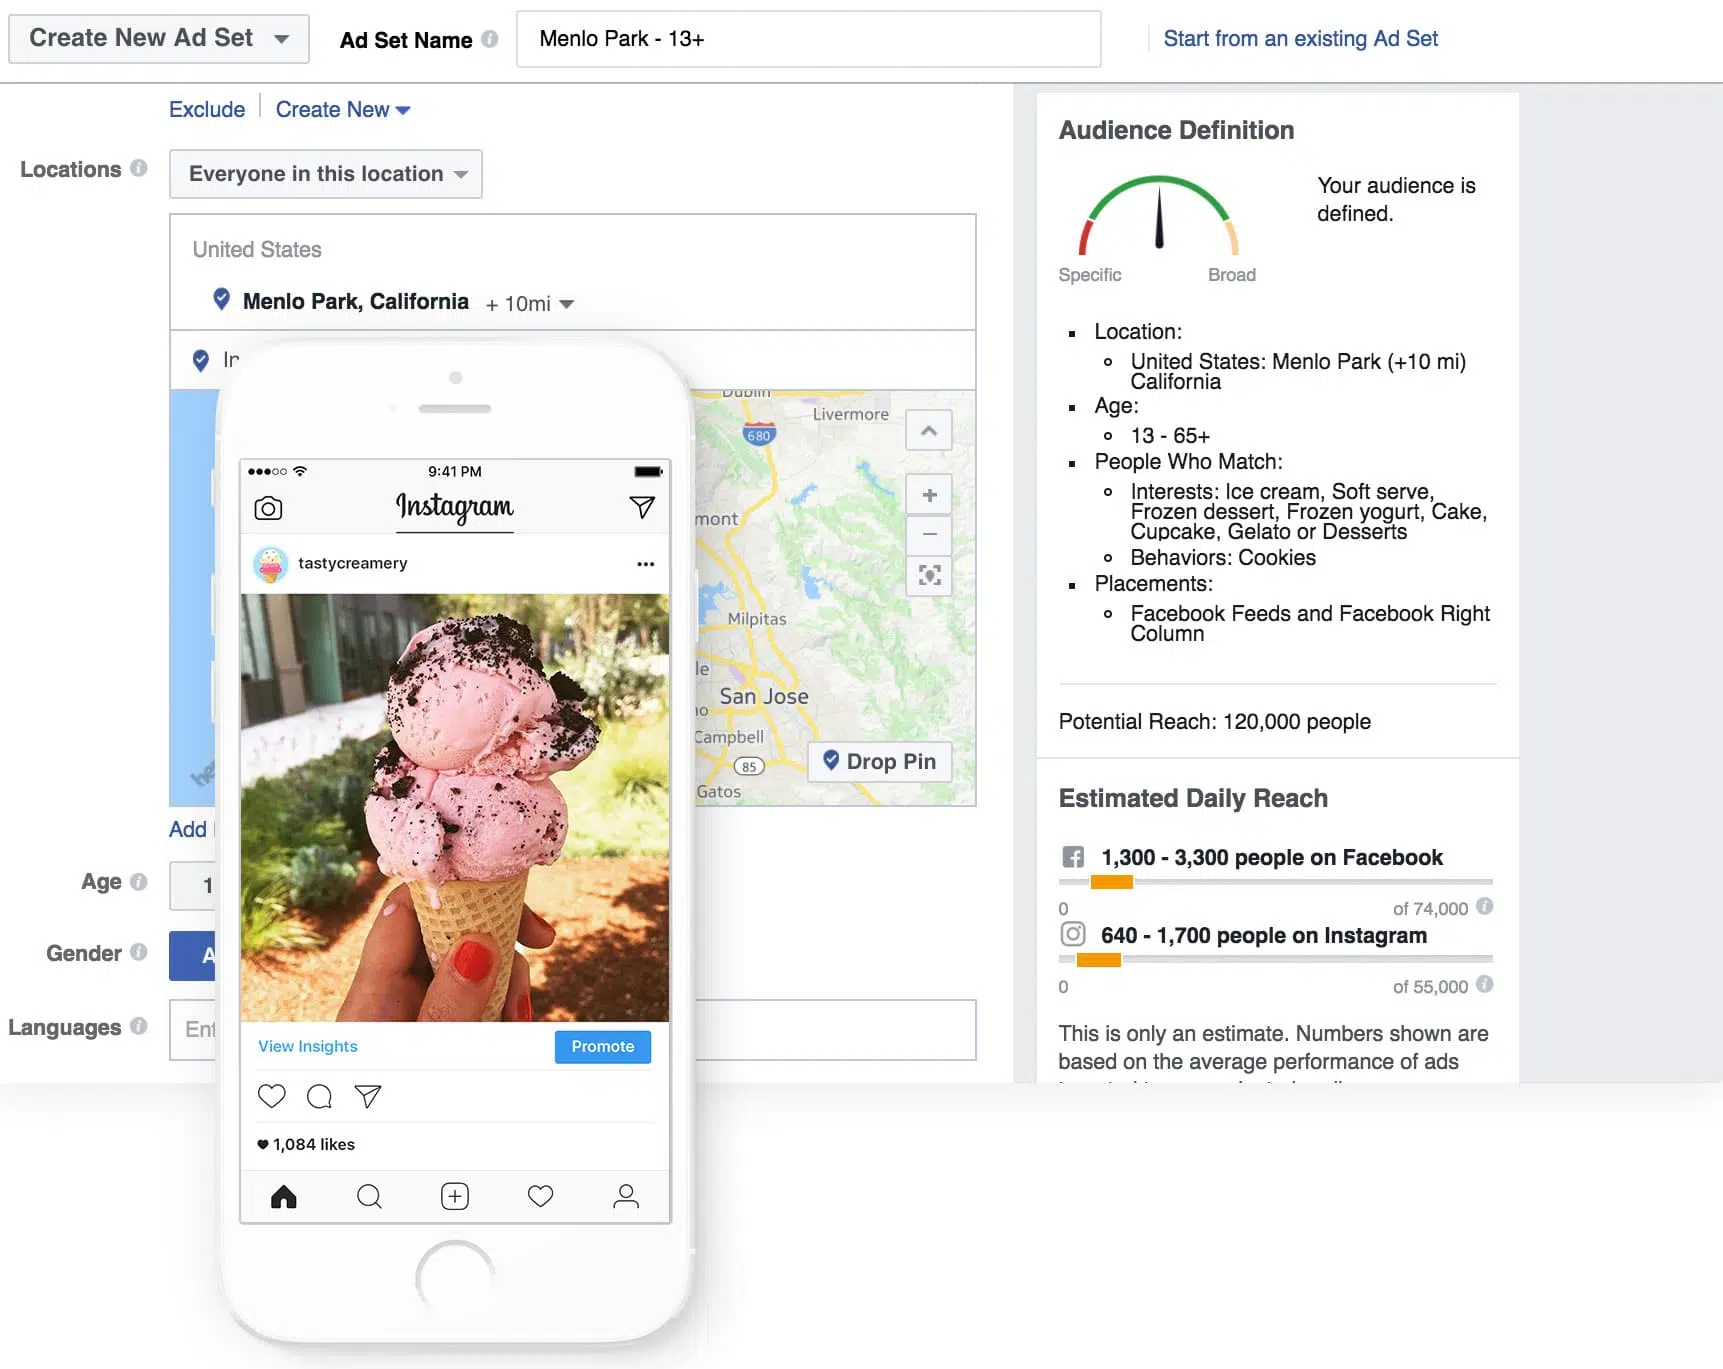 Create New Ad Set
Ad Set Name
Menlo Park - 13+
Start from an existing Ad Set
Exclude
Create New
Locations
Everyone in this location
United States
Menlo Park, California + 10mi
Livermore
680
Milpitas
San Jose
Campbell
85
Gatos
Drop Pin
Add
Age
1
Gender
A
Languages
9:41 PM
Instagram
tastycreamery
View Insights
Promote
1,084 likes
Audience Definition
Your audience is
defined.
Specific
Broad
Location:
United States: Menlo Park (+10 mi)
California
Age:
13 - 65+
People Who Match:
Interests: Ice cream, Soft serve,
Frozen dessert, Frozen yogurt, Cake,
Cupcake, Gelato or Desserts
Behaviors: Cookies
Placements:
Facebook Feeds and Facebook Right
Column
Potential Reach: 120,000 people
Estimated Daily Reach
1,300 - 3,300 people on Facebook
0
of 74,000
640 - 1,700 people on Instagram
0
of 55,000
This is only an estimate. Numbers shown are
based on the average performance of ads